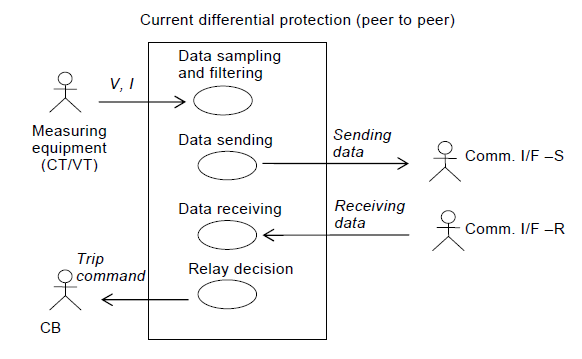 Current differential protection (peer to peer)
Data sampling
and filtering
V, I
Measuring
equipment
(CT/VT)
Data sending
Sending
data
Comm. I/F –S
Data receiving
Receiving
data
Comm. I/F –R
Relay decision
Trip
command
CB